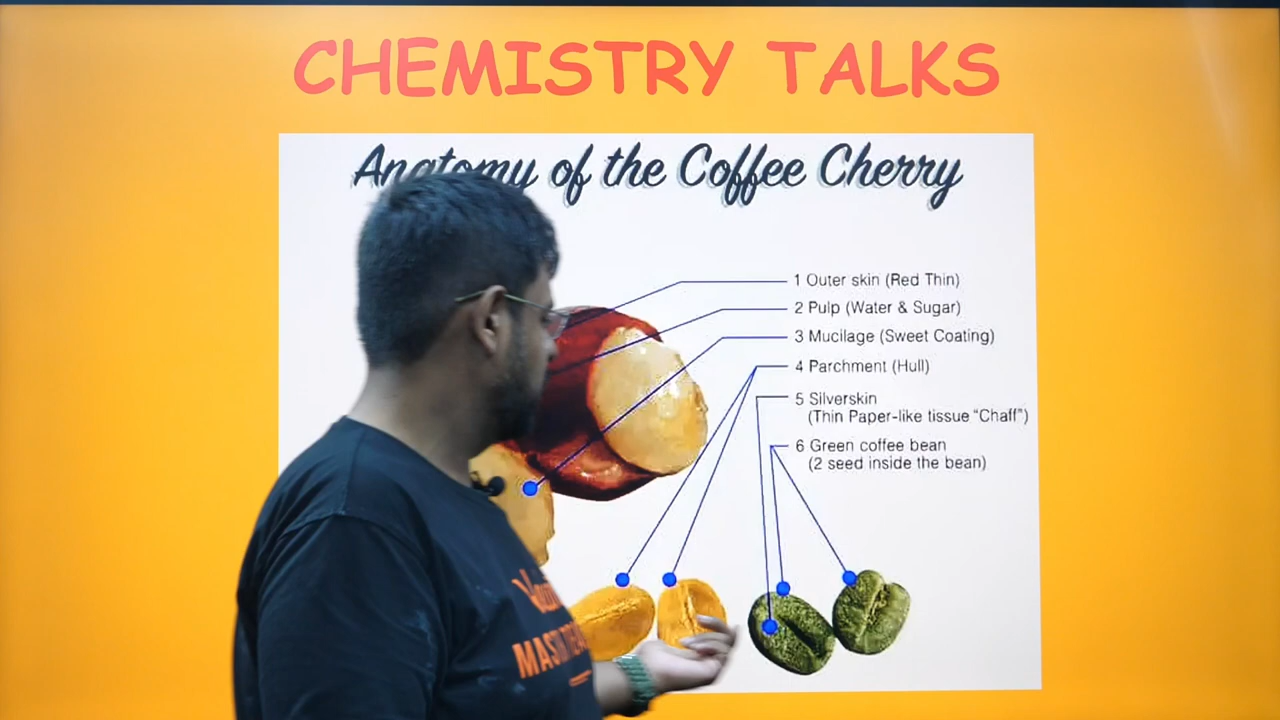 CHEMISTRY TALKS
Anatomy of the Coffee Cherry
1 Outer skin (Red Thin)
2 Pulp (Water & Sugar)
3 Mucilage (Sweet Coating)
4 Parchment (Hull)
5 Silverskin
(Thin Paper-like tissue “Chaff”)
6 Green coffee bean
(2 seed inside the bean)